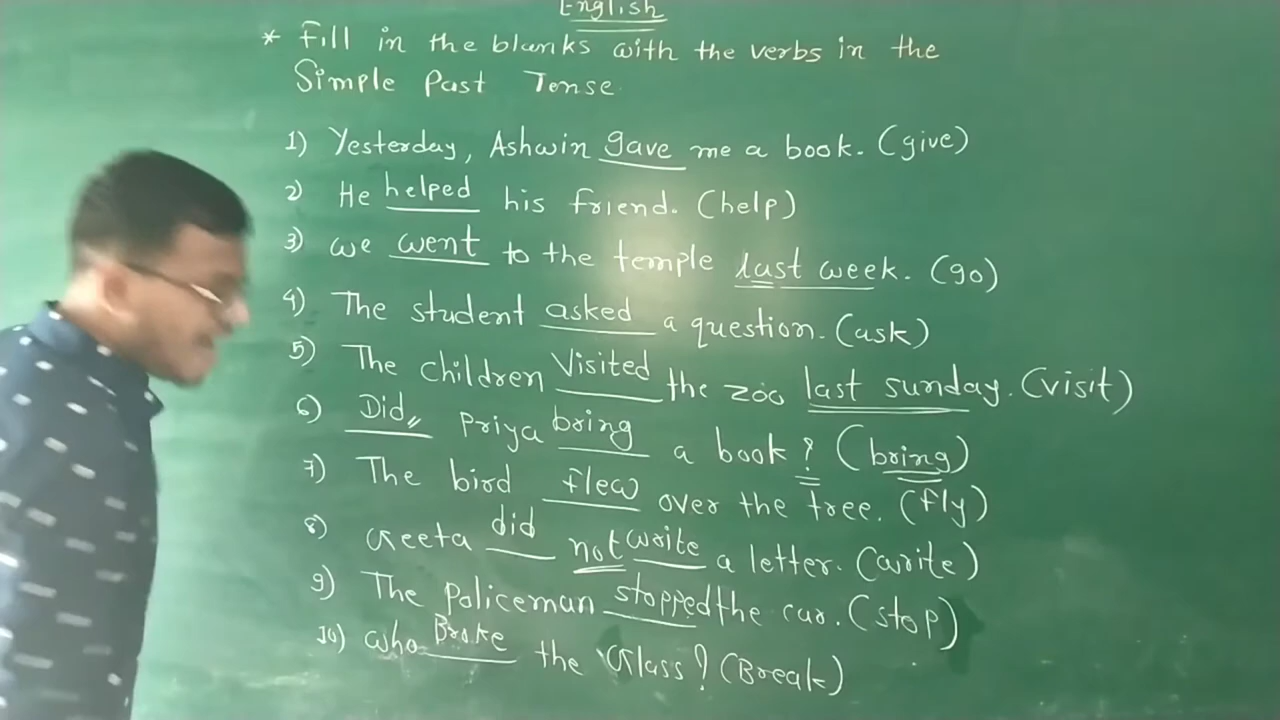 English
* Fill in the blanks with the verbs in the
Simple Past Tense.
1) Yesterday, Ashwin gave me a book. (give)
2) He helped his friend. (help)
3) we went to the temple last week. (go)
4) The student asked a question. (ask)
5) The children Visited the zoo last sunday. (visit)
6) Did Priya bring a book? (bring)
7) The bird flew over the tree. (fly)
8) Geeta did not write a letter. (write)
9) The policeman stopped the car. (stop)
10) who Broke the Glass? (Break)